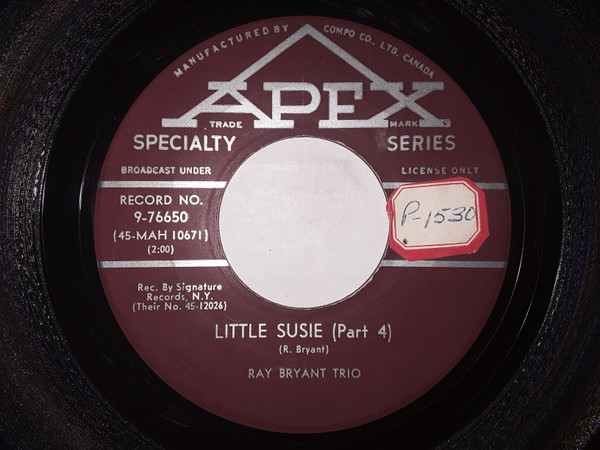 MANUFACTURED BY COMPO CO., LTD. CANADA
APEX
TRADE MARK
SPECIALTY SERIES
BROADCAST UNDER LICENSE ONLY
RECORD NO.
9-76650
(45-MAH 10671)
(2:00)
P-1530
Rec. By Signature
Records, N.Y.
(Their No. 45-12026)
LITTLE SUSIE (Part 4)
(R. Bryant)
RAY BRYANT TRIO